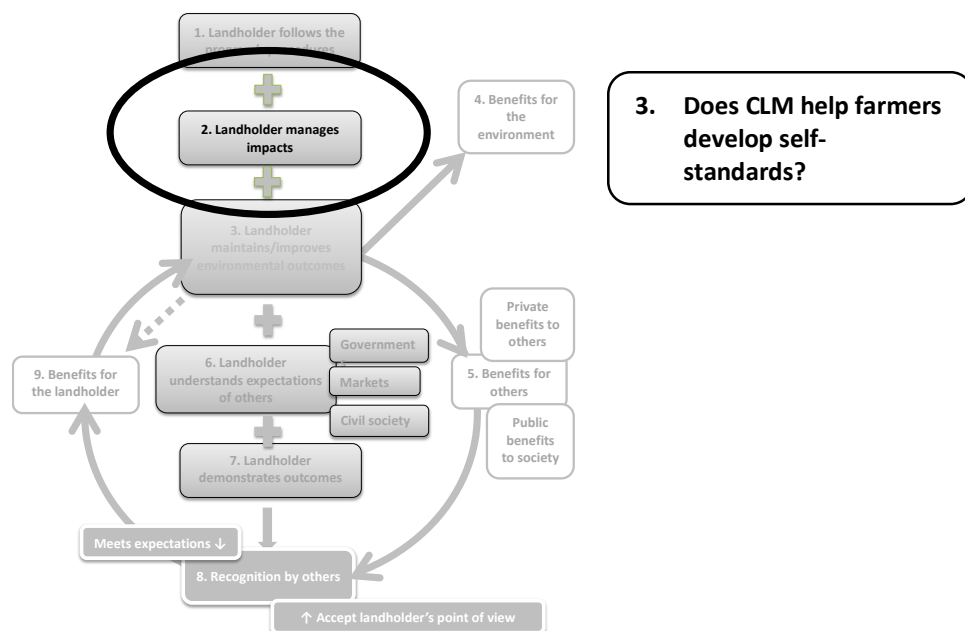 1. Landholder follows the
2. Landholder manages
impacts
3. Landholder
maintains/improves
environmental outcomes
4. Benefits for
the
environment
3. Does CLM help farmers
develop self-
standards?
Private
benefits to
others
5. Benefits for
others
Public
benefits
to society
Government
Markets
Civil society
6. Landholder
understands expectations
of others
9. Benefits for
the landholder
7. Landholder
demonstrates outcomes
Meets expectations ↓
8. Recognition by others
↑ Accept landholder's point of view